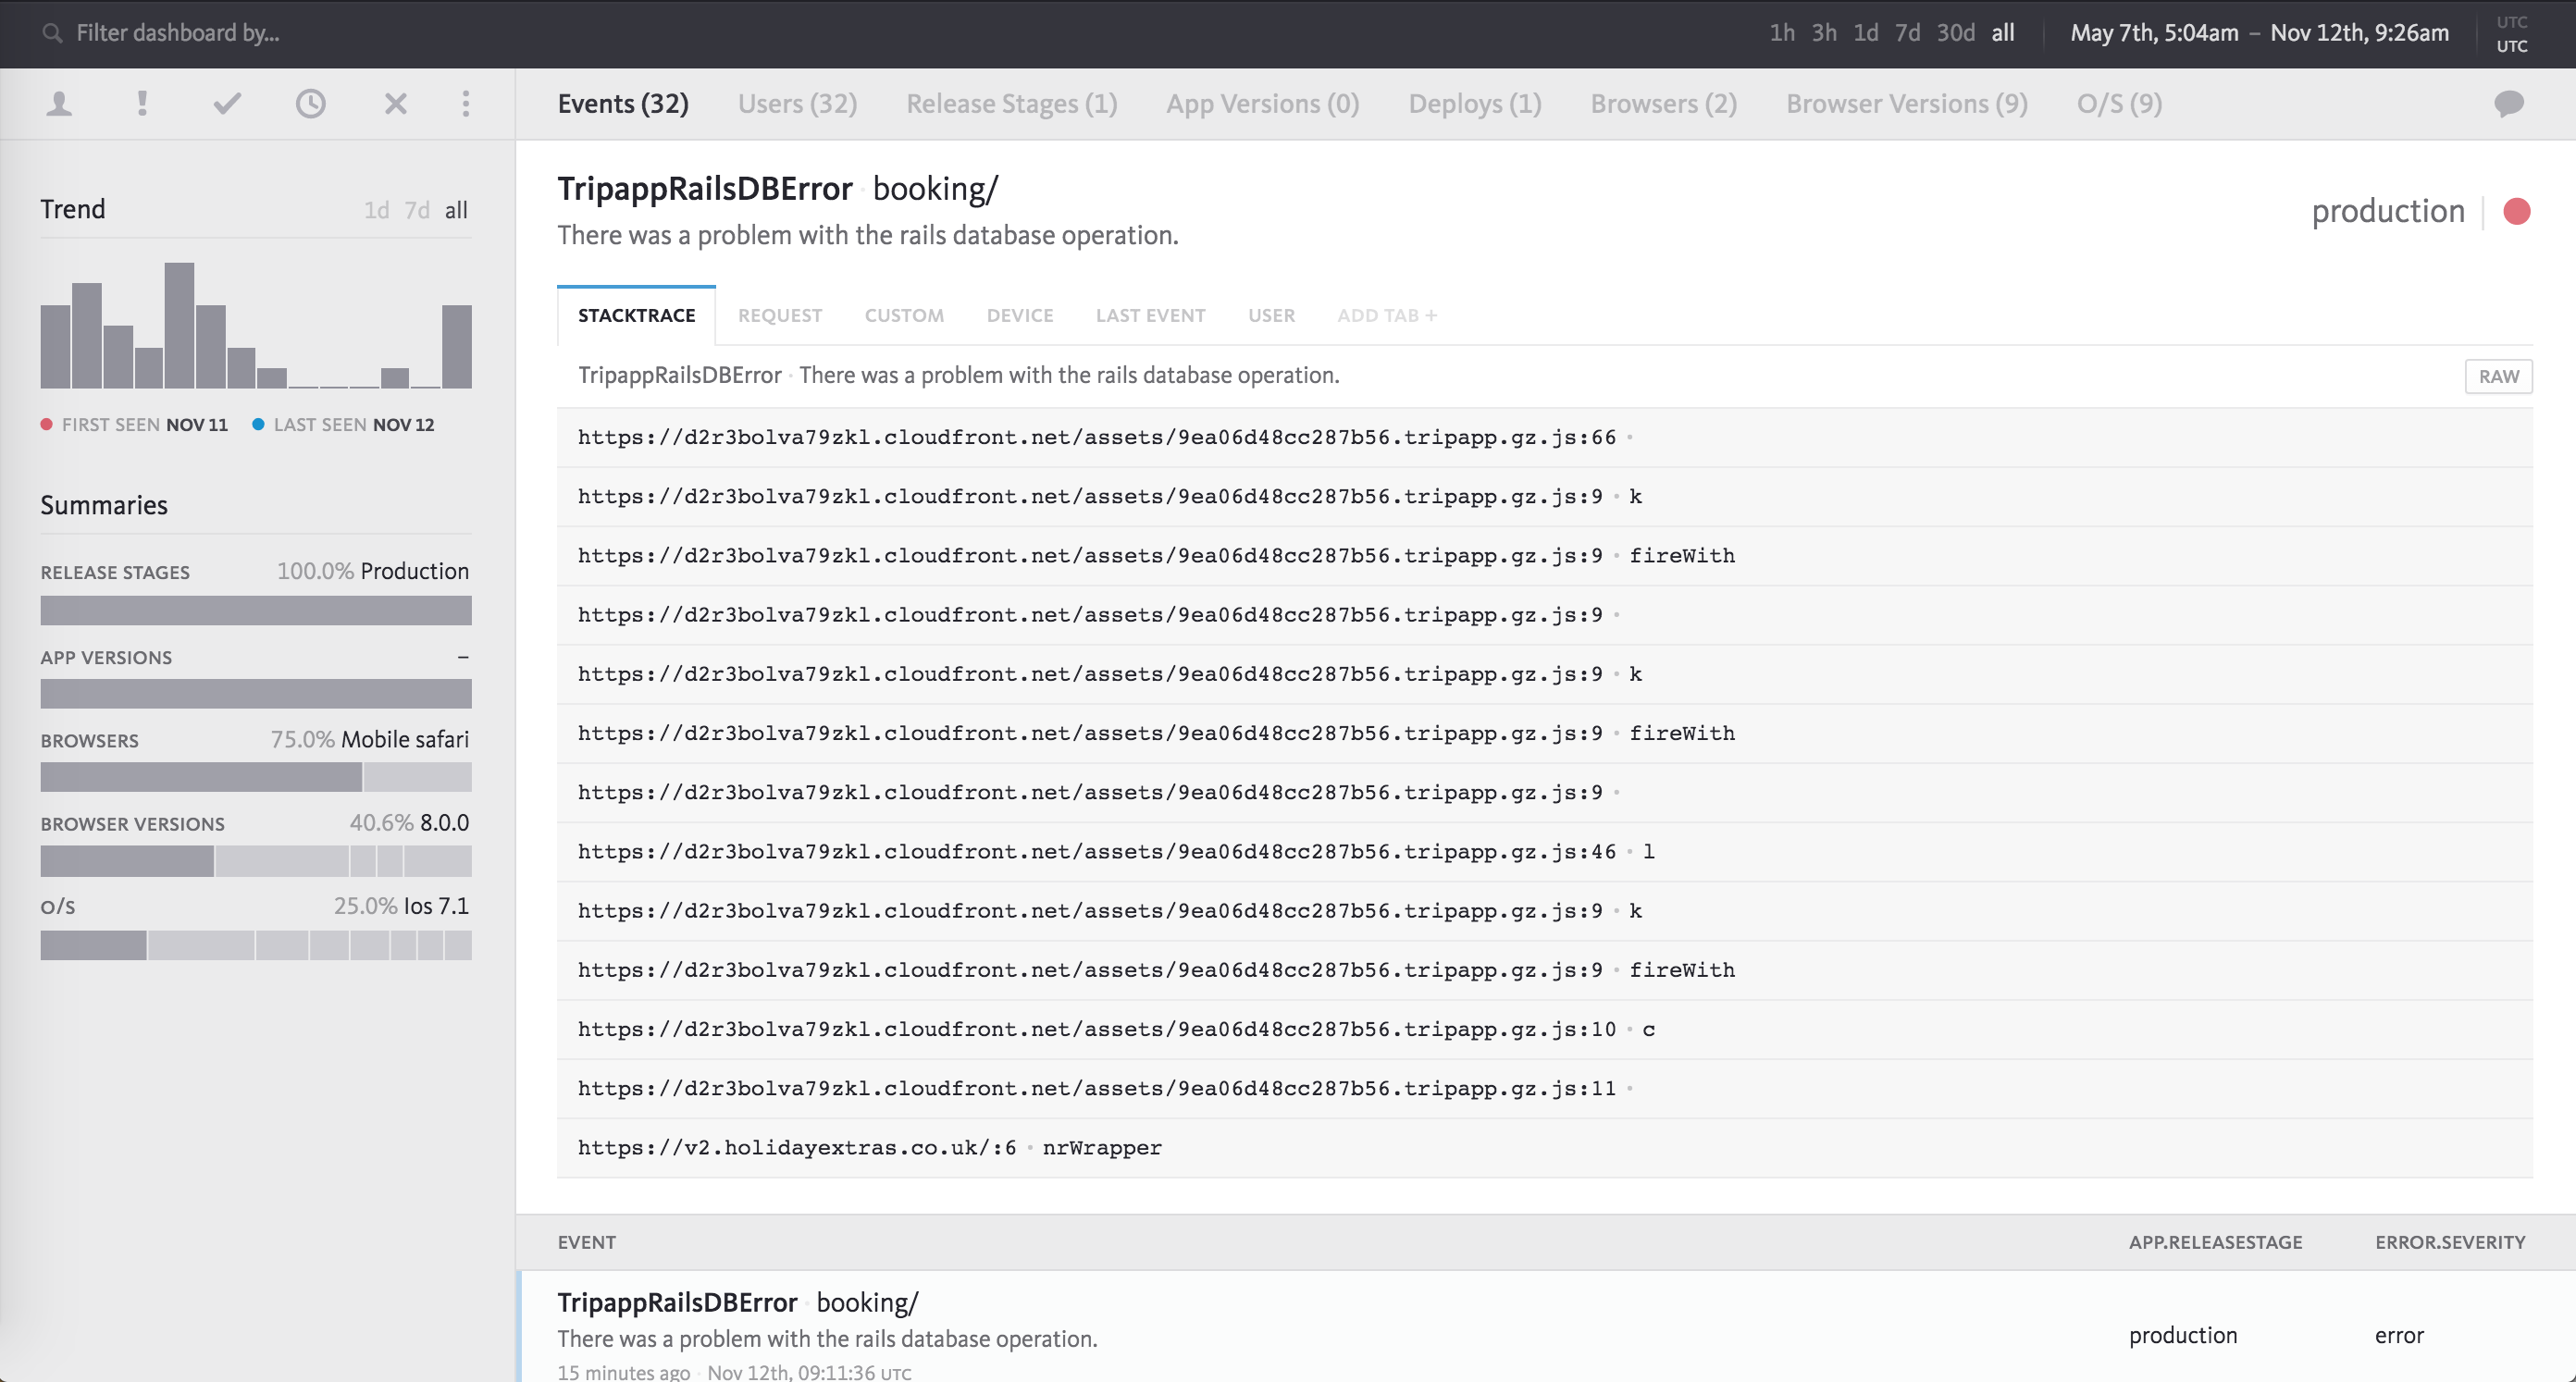 Filter dashboard by...
1h 3h 1d 7d 30d all
May 7th, 5:04am – Nov 12th, 9:26am
UTC
UTC
Events (32) Users (32) Release Stages (1) App Versions (0) Deploys (1) Browsers (2) Browser Versions (9) O/S (9)
Trend 1d 7d all
FIRST SEEN NOV 11 LAST SEEN NOV 12
Summaries
RELEASE STAGES 100.0% Production
APP VERSIONS –
BROWSERS 75.0% Mobile safari
BROWSER VERSIONS 40.6% 8.0.0
O/S 25.0% Ios 7.1
TripappRailsDBError · booking/
There was a problem with the rails database operation.
production
STACKTRACE REQUEST CUSTOM DEVICE LAST EVENT USER ADD TAB +
TripappRailsDBError · There was a problem with the rails database operation.
RAW
https://d2r3bolva79zkl.cloudfront.net/assets/9ea06d48cc287b56.tripapp.gz.js:66 ·
https://d2r3bolva79zkl.cloudfront.net/assets/9ea06d48cc287b56.tripapp.gz.js:9 · k
https://d2r3bolva79zkl.cloudfront.net/assets/9ea06d48cc287b56.tripapp.gz.js:9 · fireWith
https://d2r3bolva79zkl.cloudfront.net/assets/9ea06d48cc287b56.tripapp.gz.js:9 ·
https://d2r3bolva79zkl.cloudfront.net/assets/9ea06d48cc287b56.tripapp.gz.js:9 · k
https://d2r3bolva79zkl.cloudfront.net/assets/9ea06d48cc287b56.tripapp.gz.js:9 · fireWith
https://d2r3bolva79zkl.cloudfront.net/assets/9ea06d48cc287b56.tripapp.gz.js:9 ·
https://d2r3bolva79zkl.cloudfront.net/assets/9ea06d48cc287b56.tripapp.gz.js:46 · l
https://d2r3bolva79zkl.cloudfront.net/assets/9ea06d48cc287b56.tripapp.gz.js:9 · k
https://d2r3bolva79zkl.cloudfront.net/assets/9ea06d48cc287b56.tripapp.gz.js:9 · fireWith
https://d2r3bolva79zkl.cloudfront.net/assets/9ea06d48cc287b56.tripapp.gz.js:10 · c
https://d2r3bolva79zkl.cloudfront.net/assets/9ea06d48cc287b56.tripapp.gz.js:11 ·
https://v2.holidayextras.co.uk/:6 · nrWrapper
EVENT APP.RELEASESTAGE ERROR.SEVERITY
TripappRailsDBError · booking/
There was a problem with the rails database operation.
production error
15 minutes ago · Nov 12th, 09:11:36 UTC